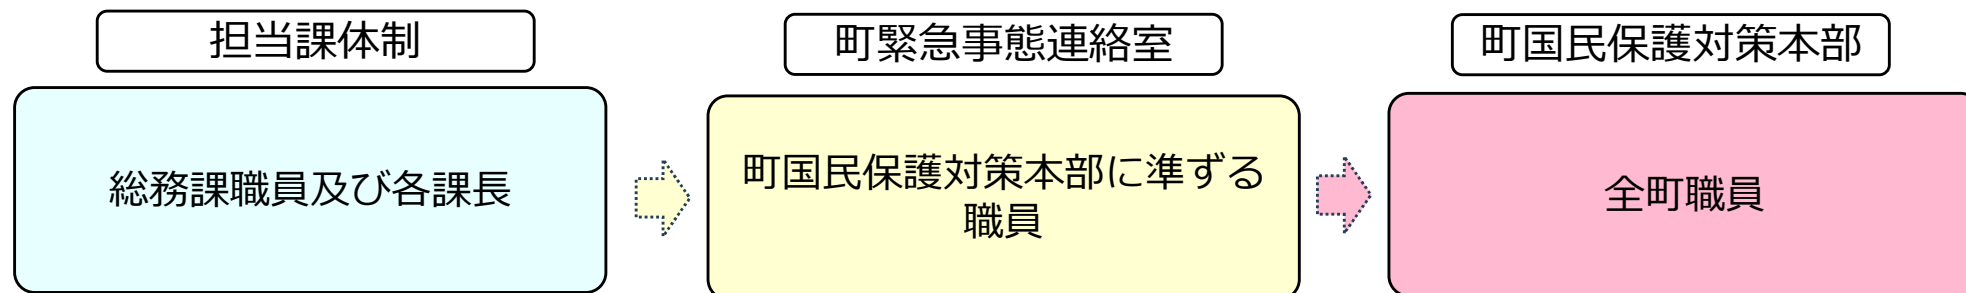 担当課体制
総務課職員及び各課長
町緊急事態連絡室
町国民保護対策本部に準ずる
職員
町国民保護対策本部
全町職員